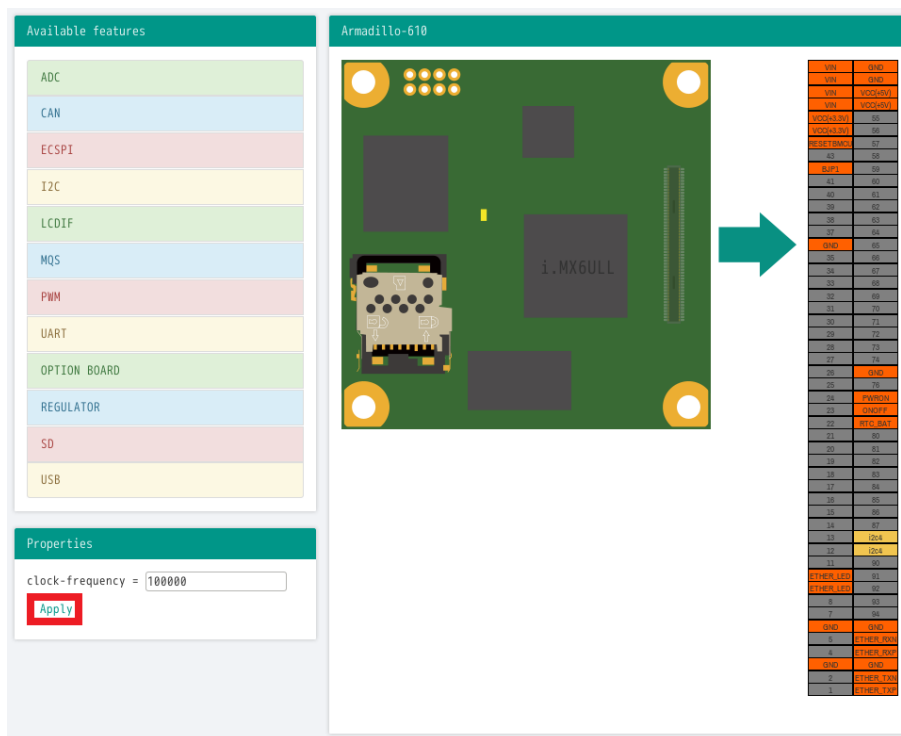 Available features
ADC
CAN
ECSPI
I2C
LCDIF
MQS
PWM
UART
OPTION BOARD
REGULATOR
SD
USB
Properties
clock-frequency = 100000
Apply
Armadillo-610
i.MX6ULL
VIN GND
VIN GND
VIN VCC(+5V)
VIN VCC(+5V)
VCC(+3.3V) 55
VCC(+3.3V) 56
RESETBMCU 57
43 58
BJP1 59
41 60
40 61
39 62
38 63
37 64
GND 65
35 66
34 67
33 68
32 69
31 70
30 71
29 72
28 73
27 74
26 GND
25 76
24 PWRON
23 ONOFF
22 RTC_BAT
21 80
20 81
19 82
18 83
17 84
16 85
15 86
14 87
13 i2c4
12 i2c4
11 90
ETHER_LED 91
ETHER_LED 92
8 93
7 94
GND GND
5 ETHER_RXN
4 ETHER_RXP
GND GND
2 ETHER_TXN
1 ETHER_TXP